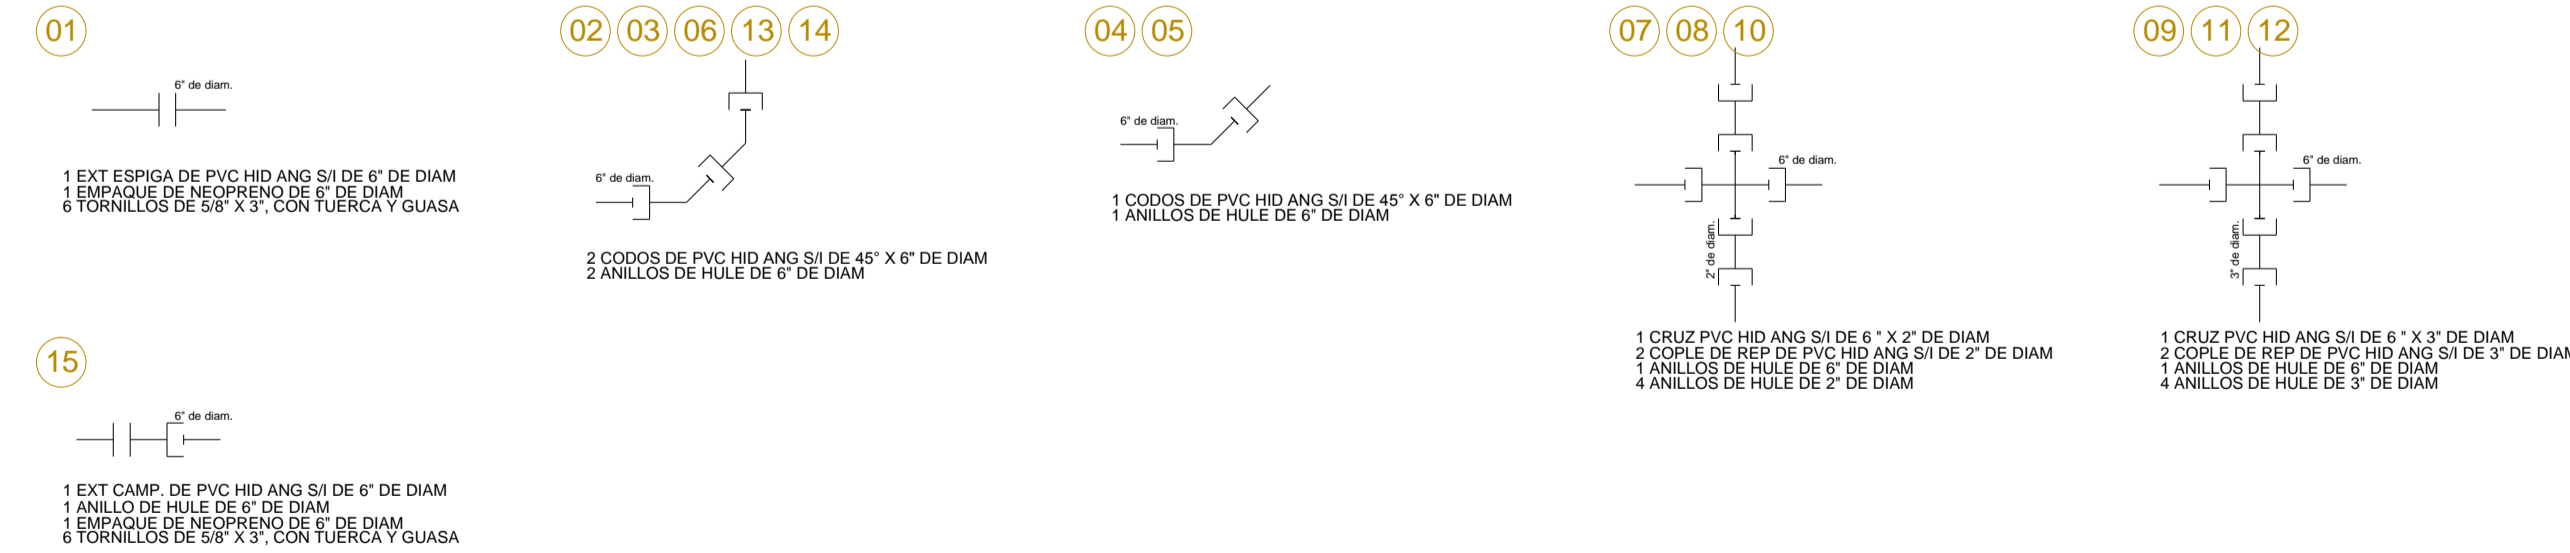 01
6" de diam.
1 EXT ESPIGA DE PVC HID ANG S/I DE 6" DE DIAM
1 EMPAQUE DE NEOPRENO DE 6" DE DIAM
6 TORNILLOS DE 5/8" X 3", CON TUERCA Y GUASA
02 03 06 13 14
6" de diam.
2 CODOS DE PVC HID ANG S/I DE 45° X 6" DE DIAM
2 ANILLOS DE HULE DE 6" DE DIAM
04 05
6" de diam.
1 CODOS DE PVC HID ANG S/I DE 45° X 6" DE DIAM
1 ANILLOS DE HULE DE 6" DE DIAM
07 08 10
6" de diam.
2" de diam.
1 CRUZ PVC HID ANG S/I DE 6 " X 2" DE DIAM
2 COPLE DE REP DE PVC HID ANG S/I DE 2" DE DIAM
1 ANILLOS DE HULE DE 6" DE DIAM
4 ANILLOS DE HULE DE 2" DE DIAM
09 11 12
6" de diam.
3" de diam.
1 CRUZ PVC HID ANG S/I DE 6 " X 3" DE DIAM
2 COPLE DE REP DE PVC HID ANG S/I DE 3" DE DIAM
1 ANILLOS DE HULE DE 6" DE DIAM
4 ANILLOS DE HULE DE 3" DE DIAM
15
6" de diam.
1 EXT CAMP. DE PVC HID ANG S/I DE 6" DE DIAM
1 ANILLO DE HULE DE 6" DE DIAM
1 EMPAQUE DE NEOPRENO DE 6" DE DIAM
6 TORNILLOS DE 5/8" X 3", CON TUERCA Y GUASA